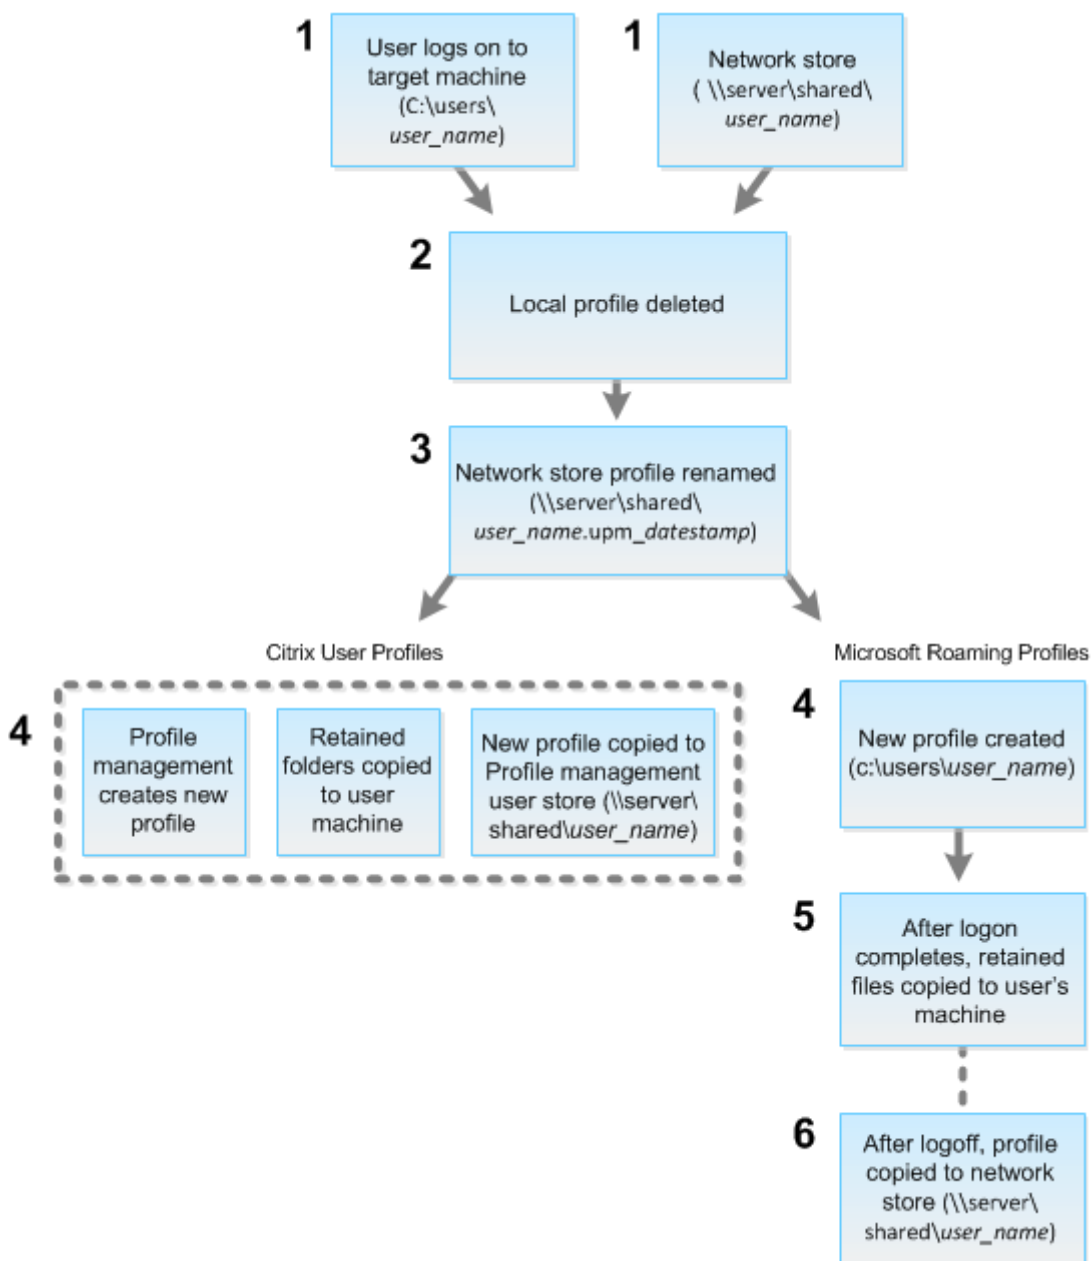 1
User logs on to
target machine
(C:\users\
user_name)
1
Network store
( \\server\shared\
user_name)
2
Local profile deleted
3
Network store profile renamed
(\\server\shared\
user_name.upm_datestamp)
Citrix User Profiles
4
Profile
management
creates new
profile
Retained
folders copied
to user
machine
New profile copied to
Profile management
user store (\\server\
shared\user_name)
Microsoft Roaming Profiles
4
New profile created
(c:\users\user_name)
5
After logon
completes, retained
files copied to user's
machine
6
After logoff, profile
copied to network
store (\\server\
shared\user_name)